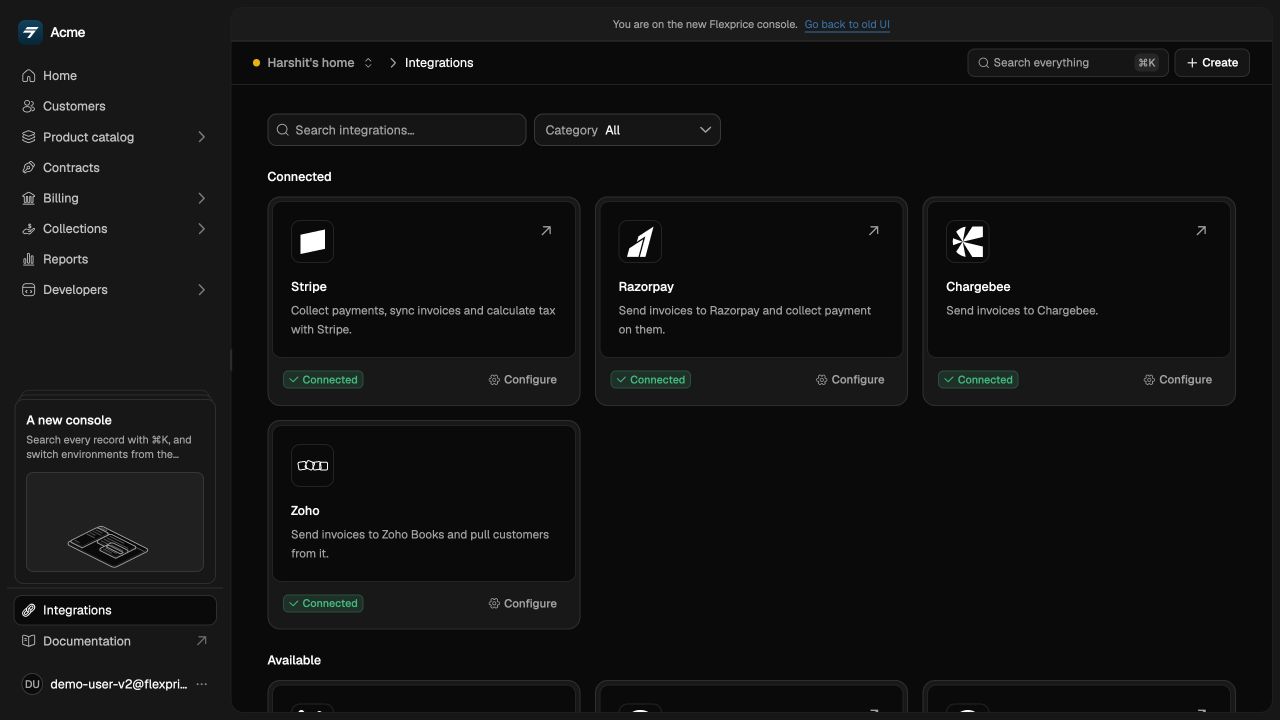 Acme
Home
Customers
Product catalog
Contracts
Billing
Collections
Reports
Developers
A new console
Search every record with ⌘K, and
switch environments from the...
Integrations
Documentation
DU demo-user-v2@flexpri...
You are on the new Flexprice console. Go back to old UI
Harshit's home Integrations
Search everything ⌘K
Create
Search integrations...
Category All
Connected
Stripe
Collect payments, sync invoices and calculate tax
with Stripe.
Connected Configure
Razorpay
Send invoices to Razorpay and collect payment
on them.
Connected Configure
Chargebee
Send invoices to Chargebee.
Connected Configure
Zoho
Send invoices to Zoho Books and pull customers
from it.
Connected Configure
Available